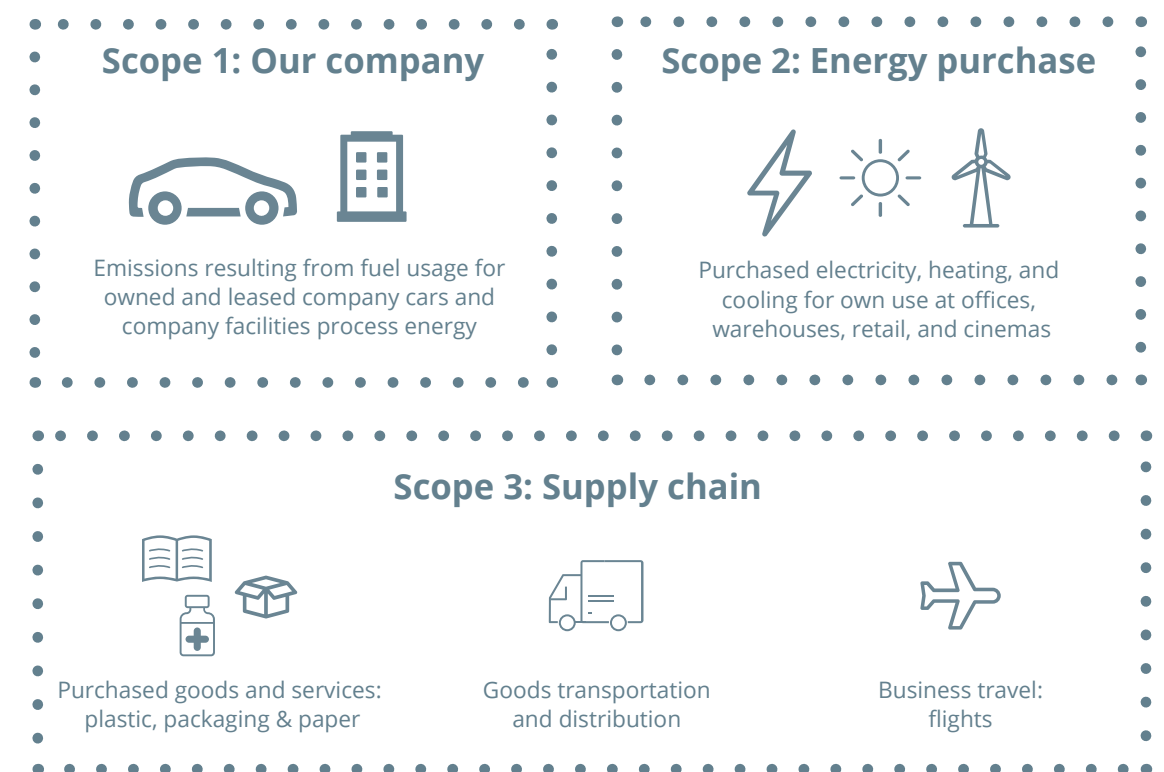 Scope 1: Our company
Emissions resulting from fuel usage for
owned and leased company cars and
company facilities process energy
Scope 2: Energy purchase
Purchased electricity, heating, and
cooling for own use at offices,
warehouses, retail, and cinemas
Scope 3: Supply chain
Purchased goods and services:
plastic, packaging & paper
Goods transportation
and distribution
Business travel:
flights